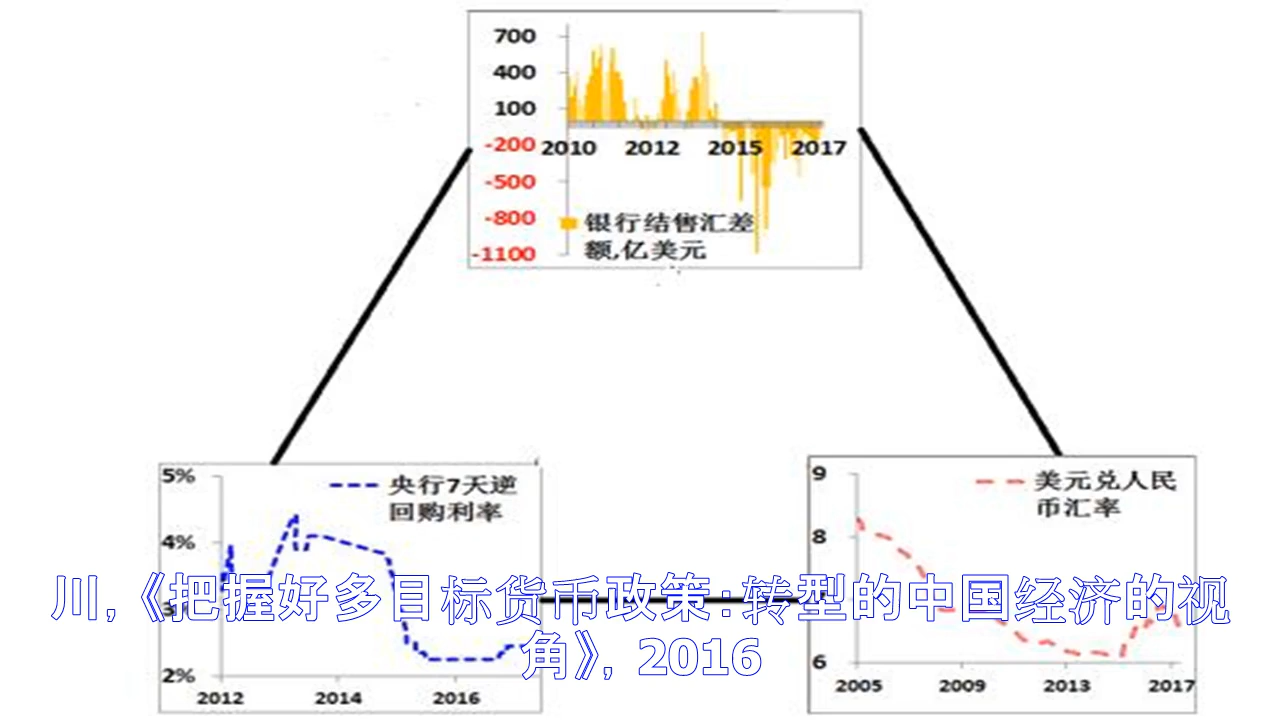 700
400
100
-200
-500
-800
-1100
2010 2012 2015 2017
银行结售汇差
额,亿美元
5%
4%
3%
2%
2012 2014 2016
央行7天逆
回购利率
9
8
6
2005 2009 2013 2017
美元兑人民
币汇率
川,《把握好多目标货币政策:转型的中国经济的视
角》, 2016